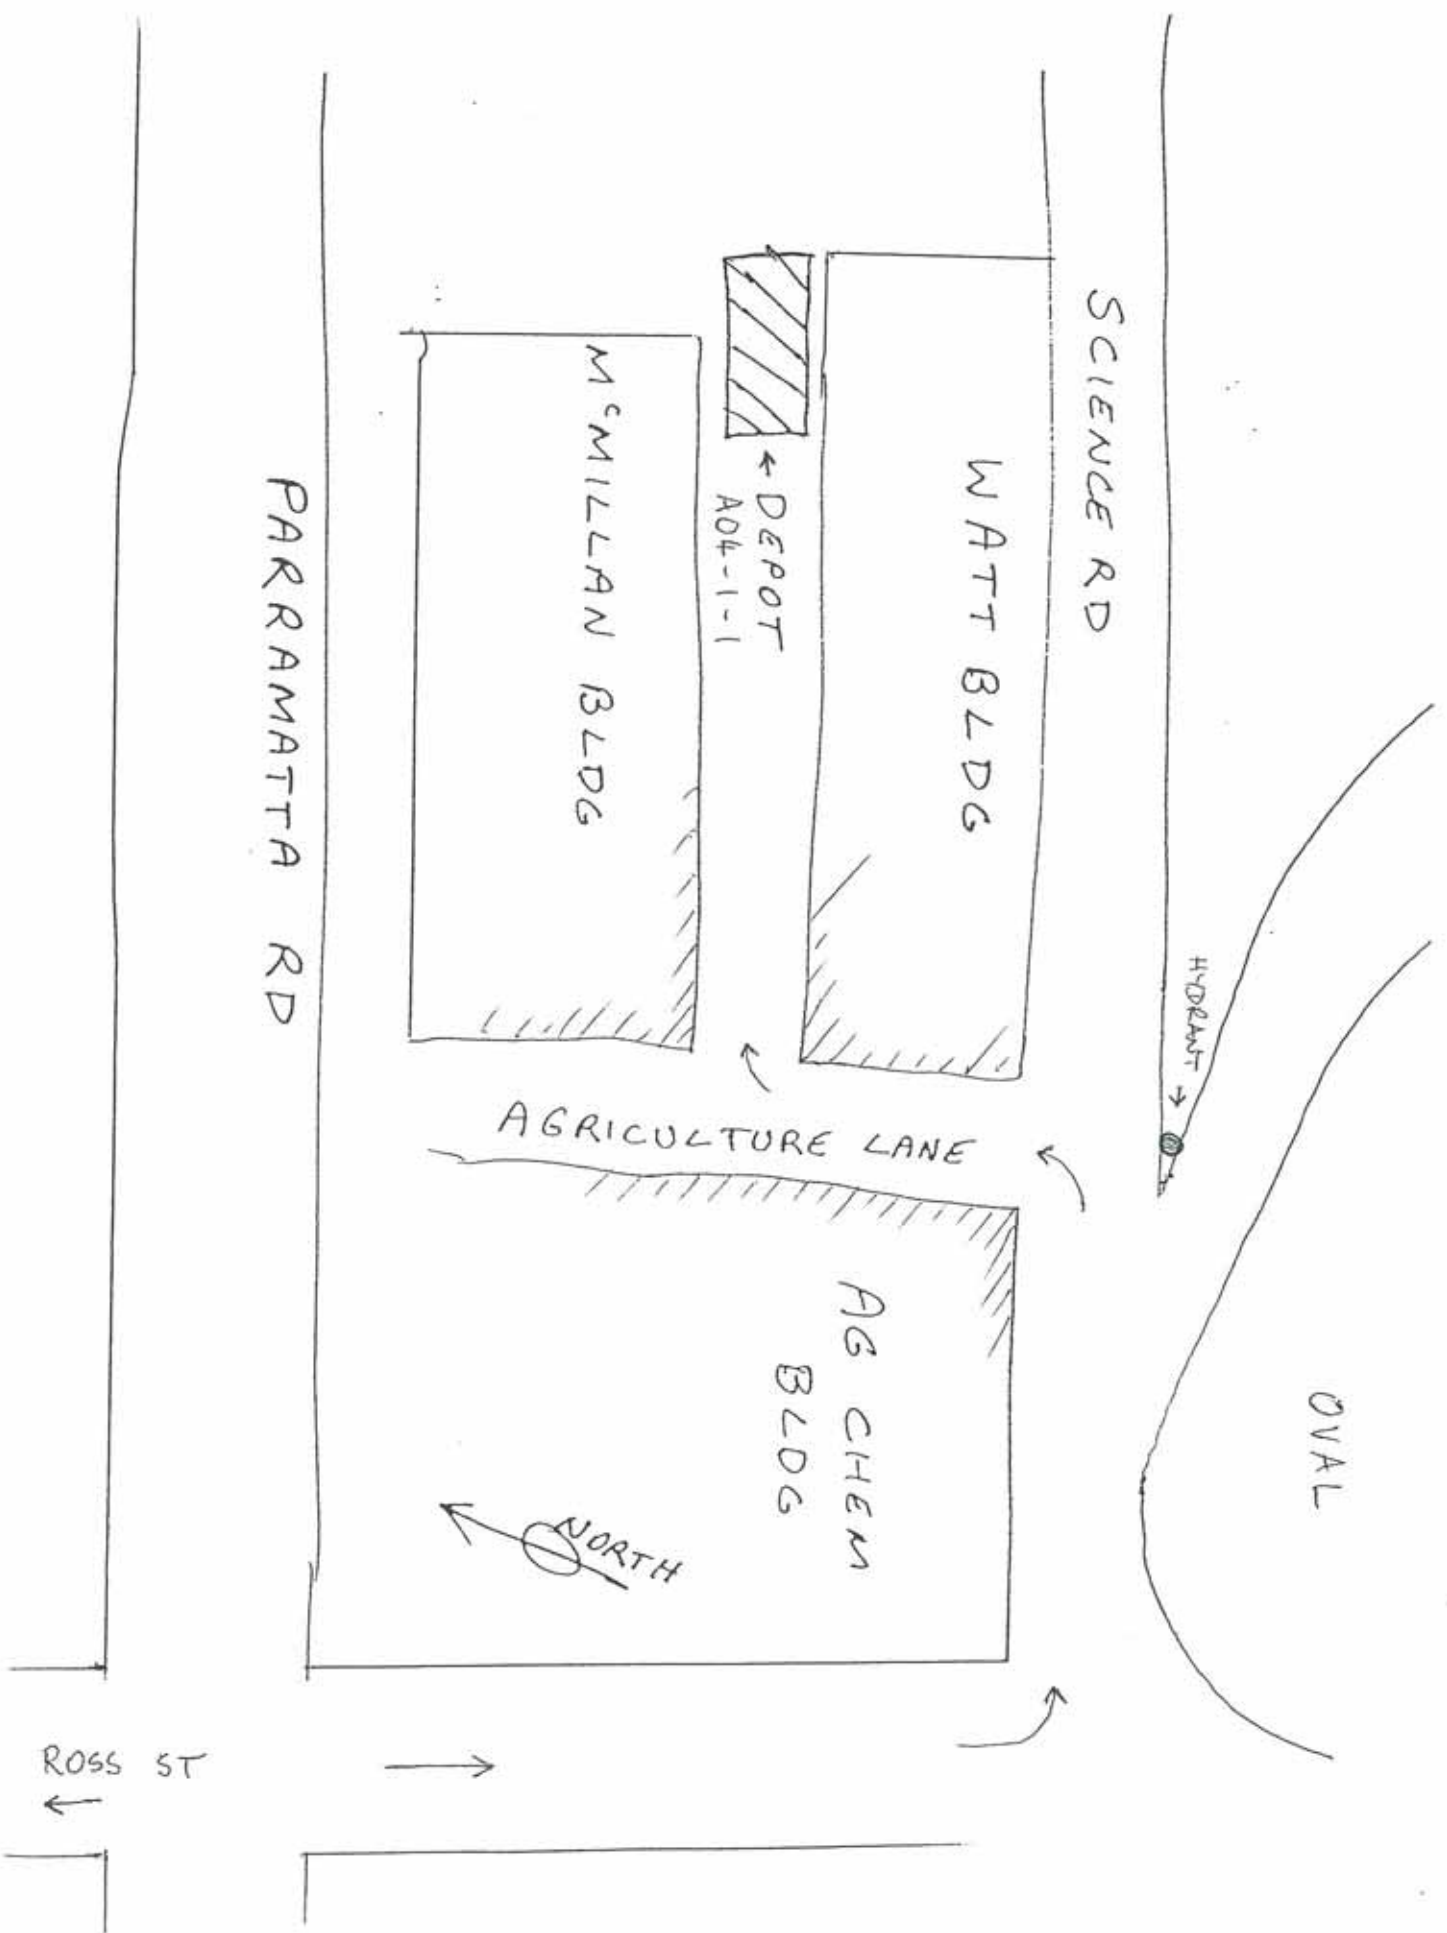 SCIENCE RD
WATT BLDG
← DEPOT
A04-1-1
McMILLAN BLDG
PARRAMATTA RD
HYDRANT →
AGRICULTURE LANE
OVAL
AG CHEM
BLDG
NORTH
ROSS ST